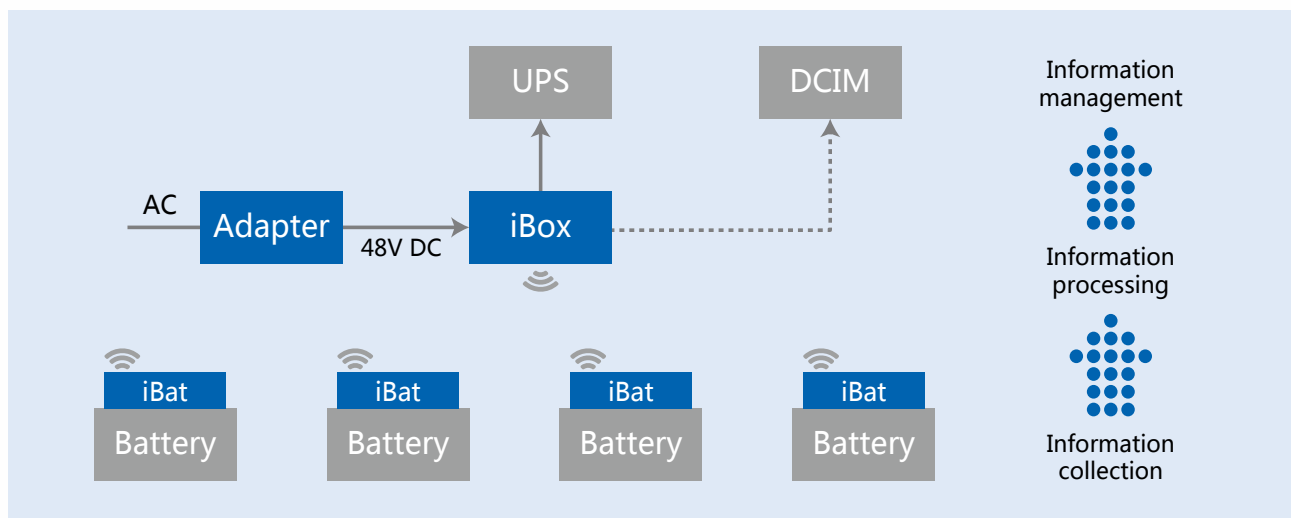 UPS
DCIM
Information
management
AC
Adapter
48V DC
iBox
Information
processing
iBat
iBat
iBat
iBat
Battery
Battery
Battery
Battery
Information
collection